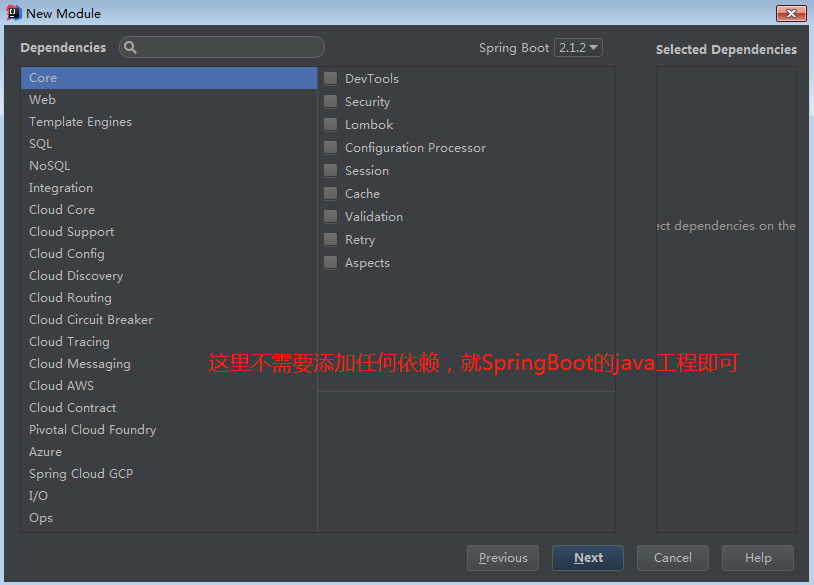 New Module
Dependencies
Spring Boot 2.1.2
Selected Dependencies
Core
Web
Template Engines
SQL
NoSQL
Integration
Cloud Core
Cloud Support
Cloud Config
Cloud Discovery
Cloud Routing
Cloud Circuit Breaker
Cloud Tracing
Cloud Messaging
Cloud AWS
Cloud Contract
Pivotal Cloud Foundry
Azure
Spring Cloud GCP
I/O
Ops
DevTools
Security
Lombok
Configuration Processor
Session
Cache
Validation
Retry
Aspects
ect dependencies on the
这里不需要添加任何依赖，就SpringBoot的java工程即可
Previous
Next
Cancel
Help